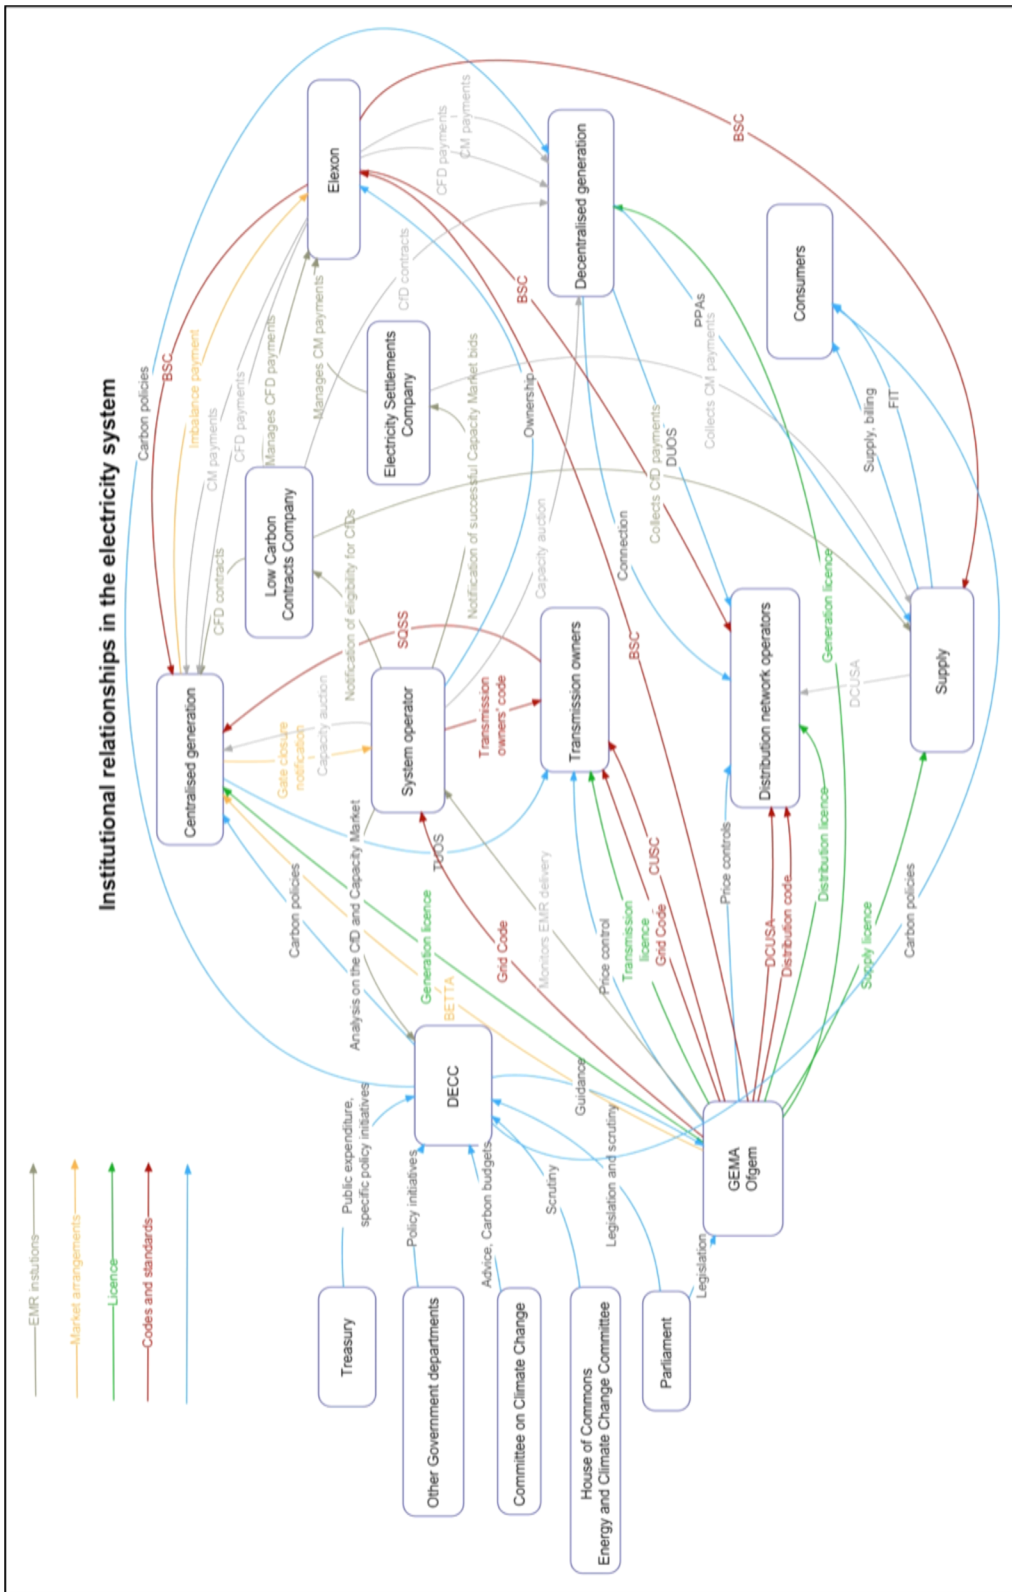 Institutional relationships in the electricity system
EMR instutions
Market arrangements
Licence
Codes and standards
Treasury
Other Government departments
Committee on Climate Change
House of Commons
Energy and Climate Change Committee
Parliament
Public expenditure,
specific policy initiatives
Policy initiatives
Advice, Carbon budgets
Scrutiny
Legislation and scrutiny
Legislation
DECC
GEMA
Ofgem
Guidance
Carbon policies
Analysis on the CfD and Capacity Market
Generation licence
BETTA
Grid Code
Monitors EMR delivery
Price control
Transmission
licence
Grid Code
CUSC
BSC
Price controls
DCUSA
Distribution code
Distribution licence
Generation licence
Supply licence
Carbon policies
Centralised generation
System operator
Transmission owners
Distribution network operators
Supply
Gate closure
notification
Capacity auction
TUOS
SQSS
Transmission
owners' code
DCUSA
CFD contracts
Notification of eligibility for CfDs
Notification of successful Capacity Market bids
Capacity auction
Ownership
Connection
Collects CfD payments
DUOS
Collects CM payments
PPAs
Supply, billing
FIT
Low Carbon
Contracts Company
Electricity Settlements
Company
Carbon policies
BSC
Imbalance payment
CM payments
CFD payments
Manages CFD payments
Manages CM payments
CfD contracts
BSC
Elexon
Decentralised generation
Consumers
CFD payments
CM payments
BSC